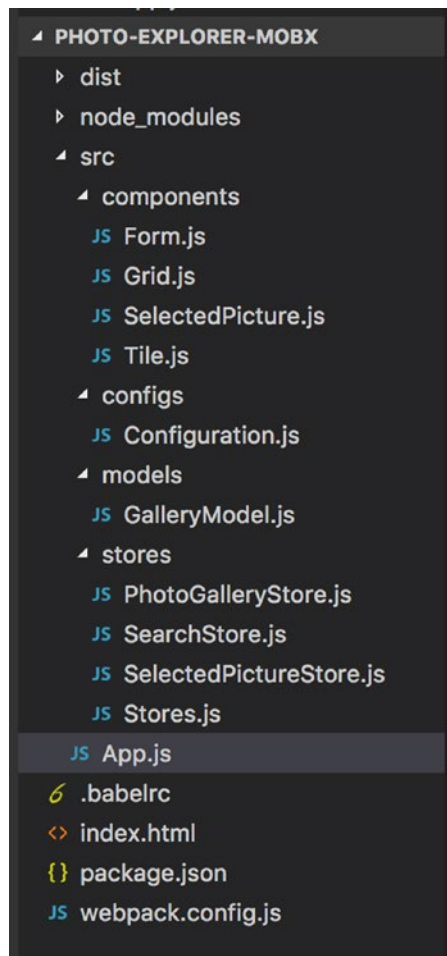 PHOTO-EXPLORER-MOBX
dist
node_modules
src
components
JS Form.js
JS Grid.js
JS SelectedPicture.js
JS Tile.js
configs
JS Configuration.js
models
JS GalleryModel.js
stores
JS PhotoGalleryStore.js
JS SearchStore.js
JS SelectedPictureStore.js
JS Stores.js
JS App.js
6 .babelrc
<> index.html
{} package.json
JS webpack.config.js